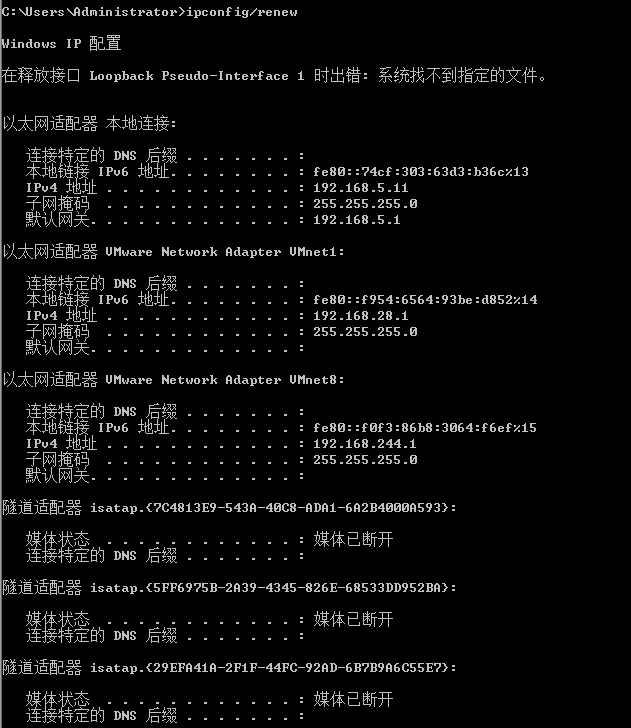 C:\Users\Administrator>ipconfig/renew
Windows IP 配置
在释放接口 Loopback Pseudo-Interface 1 时出错: 系统找不到指定的文件。
以太网适配器 本地连接:
连接特定的 DNS 后缀 . . . . . . . :
本地链接 IPv6 地址. . . . . . . . : fe80::74cf:303:63d3:b36c%13
IPv4 地址 . . . . . . . . . . . . : 192.168.5.11
子网掩码 . . . . . . . . . . . . : 255.255.255.0
默认网关. . . . . . . . . . . . . : 192.168.5.1
以太网适配器 VMware Network Adapter VMnet1:
连接特定的 DNS 后缀 . . . . . . . :
本地链接 IPv6 地址. . . . . . . . : fe80::f954:6564:93be:d852%14
IPv4 地址 . . . . . . . . . . . . : 192.168.28.1
子网掩码 . . . . . . . . . . . . : 255.255.255.0
默认网关. . . . . . . . . . . . . :
以太网适配器 VMware Network Adapter VMnet8:
连接特定的 DNS 后缀 . . . . . . . :
本地链接 IPv6 地址. . . . . . . . : fe80::f0f3:86b8:3064:f6ef%15
IPv4 地址 . . . . . . . . . . . . : 192.168.244.1
子网掩码 . . . . . . . . . . . . : 255.255.255.0
默认网关. . . . . . . . . . . . . :
隧道适配器 isatap.{7C4813E9-543A-40C8-ADA1-6A2B4000A593}:
媒体状态 . . . . . . . . . . . . : 媒体已断开
连接特定的 DNS 后缀 . . . . . . . :
隧道适配器 isatap.{5FF6975B-2A39-4345-826E-68533DD952BA}:
媒体状态 . . . . . . . . . . . . : 媒体已断开
连接特定的 DNS 后缀 . . . . . . . :
隧道适配器 isatap.{29EFA41A-2F1F-44FC-92AD-6B7B9A6C55E7}:
媒体状态 . . . . . . . . . . . . : 媒体已断开
连接特定的 DNS 后缀 . . . . . . . :